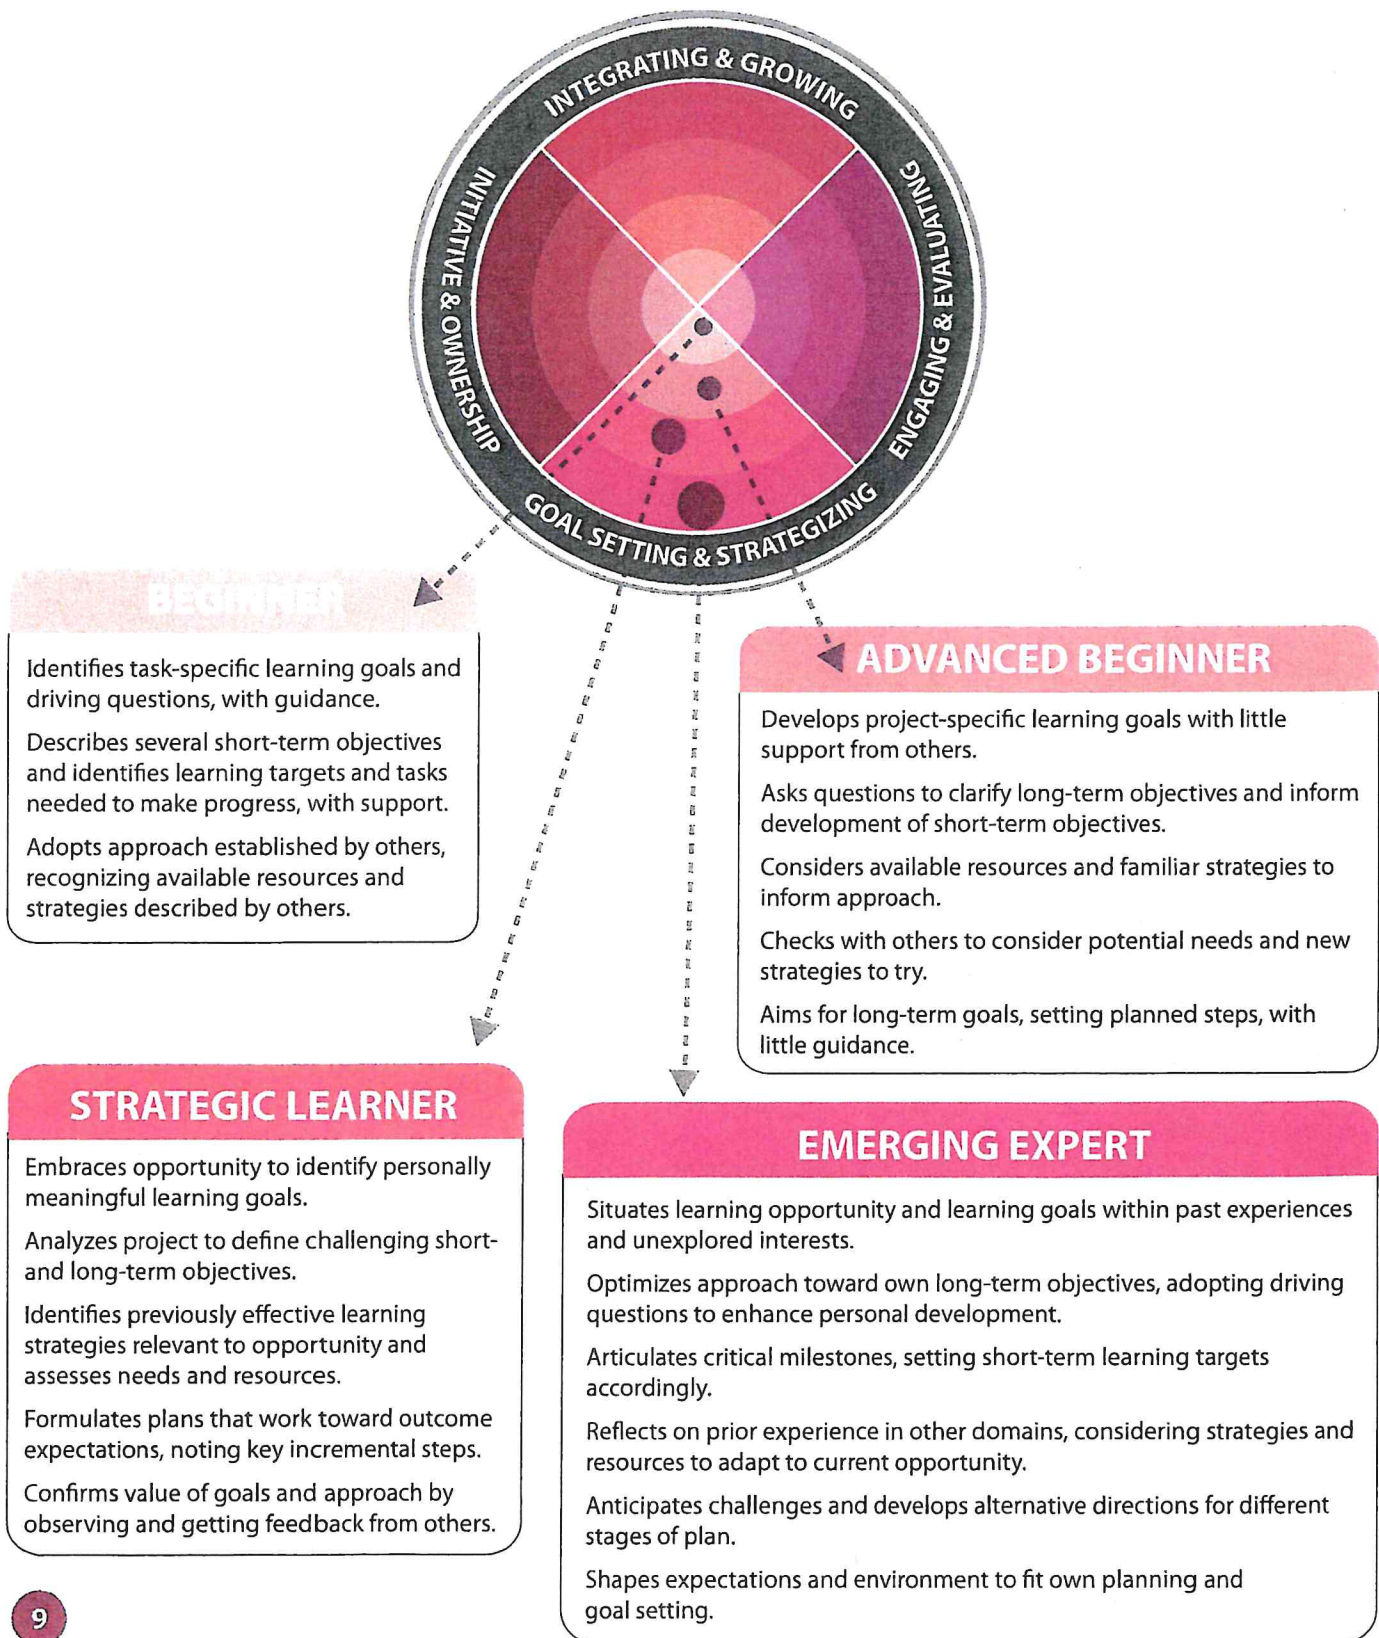 INTEGRATING & GROWING
INITIATIVE & OWNERSHIP
ENGAGING & EVALUATING
GOAL SETTING & STRATEGIZING
BEGINNER
Identifies task-specific learning goals and
driving questions, with guidance.
Describes several short-term objectives
and identifies learning targets and tasks
needed to make progress, with support.
Adopts approach established by others,
recognizing available resources and
strategies described by others.
ADVANCED BEGINNER
Develops project-specific learning goals with little
support from others.
Asks questions to clarify long-term objectives and inform
development of short-term objectives.
Considers available resources and familiar strategies to
inform approach.
Checks with others to consider potential needs and new
strategies to try.
Aims for long-term goals, setting planned steps, with
little guidance.
STRATEGIC LEARNER
Embraces opportunity to identify personally
meaningful learning goals.
Analyzes project to define challenging short-
and long-term objectives.
Identifies previously effective learning
strategies relevant to opportunity and
assesses needs and resources.
Formulates plans that work toward outcome
expectations, noting key incremental steps.
Confirms value of goals and approach by
observing and getting feedback from others.
EMERGING EXPERT
Situates learning opportunity and learning goals within past experiences
and unexplored interests.
Optimizes approach toward own long-term objectives, adopting driving
questions to enhance personal development.
Articulates critical milestones, setting short-term learning targets
accordingly.
Reflects on prior experience in other domains, considering strategies and
resources to adapt to current opportunity.
Anticipates challenges and develops alternative directions for different
stages of plan.
Shapes expectations and environment to fit own planning and
goal setting.
9